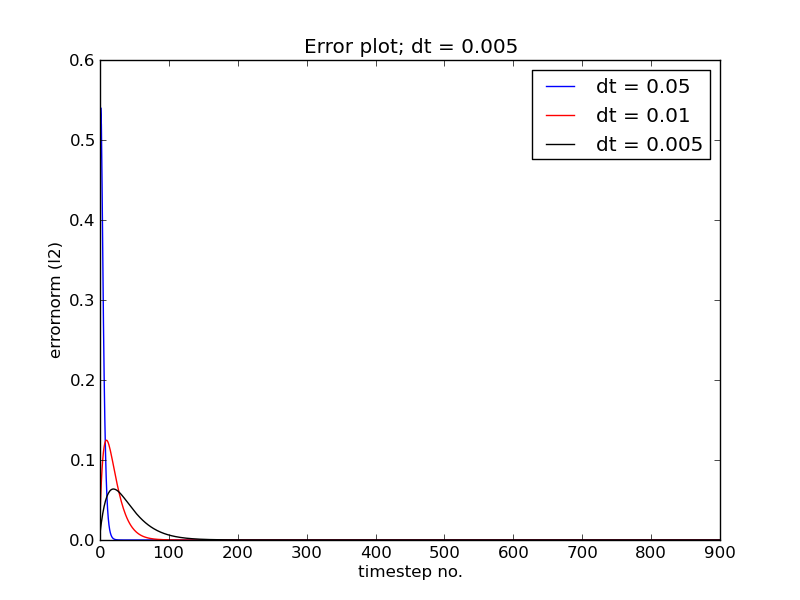 Error plot; dt = 0.005
dt = 0.05
dt = 0.01
dt = 0.005
errornorm (l2)
0.6
0.5
0.4
0.3
0.2
0.1
0.0
0 100 200 300 400 500 600 700 800 900
timestep no.